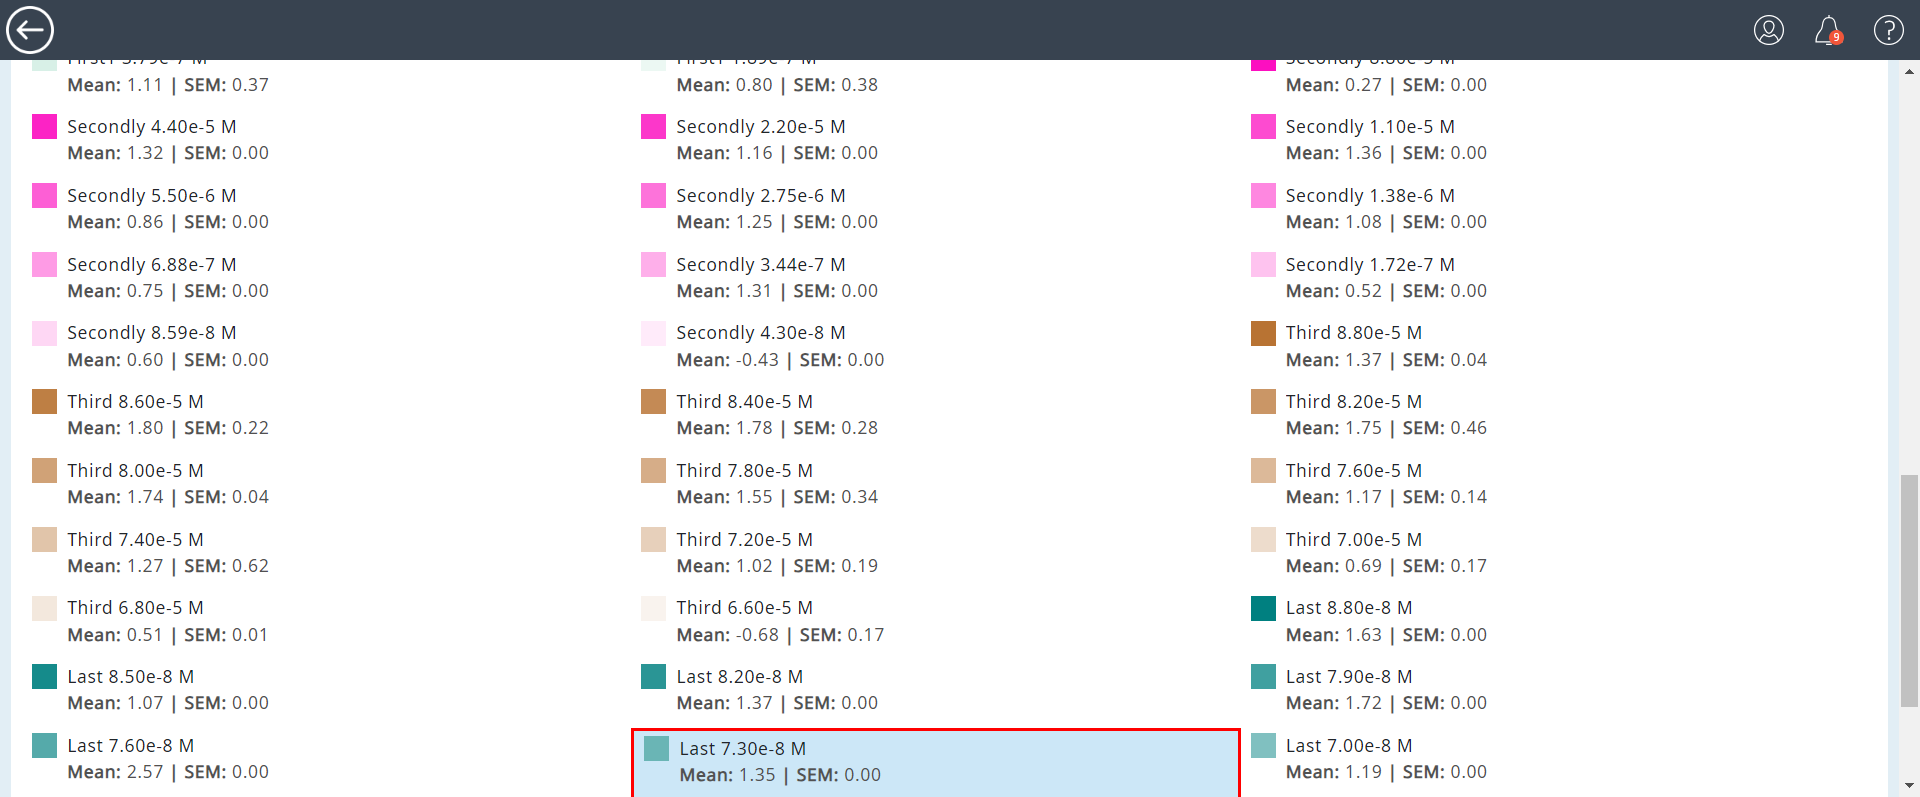 9
Mean: 1.11 | SEM: 0.37
Mean: 0.80 | SEM: 0.38
Mean: 0.27 | SEM: 0.00
Secondly 4.40e-5 M
Mean: 1.32 | SEM: 0.00
Secondly 2.20e-5 M
Mean: 1.16 | SEM: 0.00
Secondly 1.10e-5 M
Mean: 1.36 | SEM: 0.00
Secondly 5.50e-6 M
Mean: 0.86 | SEM: 0.00
Secondly 2.75e-6 M
Mean: 1.25 | SEM: 0.00
Secondly 1.38e-6 M
Mean: 1.08 | SEM: 0.00
Secondly 6.88e-7 M
Mean: 0.75 | SEM: 0.00
Secondly 3.44e-7 M
Mean: 1.31 | SEM: 0.00
Secondly 1.72e-7 M
Mean: 0.52 | SEM: 0.00
Secondly 8.59e-8 M
Mean: 0.60 | SEM: 0.00
Secondly 4.30e-8 M
Mean: -0.43 | SEM: 0.00
Third 8.80e-5 M
Mean: 1.37 | SEM: 0.04
Third 8.60e-5 M
Mean: 1.80 | SEM: 0.22
Third 8.40e-5 M
Mean: 1.78 | SEM: 0.28
Third 8.20e-5 M
Mean: 1.75 | SEM: 0.46
Third 8.00e-5 M
Mean: 1.74 | SEM: 0.04
Third 7.80e-5 M
Mean: 1.55 | SEM: 0.34
Third 7.60e-5 M
Mean: 1.17 | SEM: 0.14
Third 7.40e-5 M
Mean: 1.27 | SEM: 0.62
Third 7.20e-5 M
Mean: 1.02 | SEM: 0.19
Third 7.00e-5 M
Mean: 0.69 | SEM: 0.17
Third 6.80e-5 M
Mean: 0.51 | SEM: 0.01
Third 6.60e-5 M
Mean: -0.68 | SEM: 0.17
Last 8.80e-8 M
Mean: 1.63 | SEM: 0.00
Last 8.50e-8 M
Mean: 1.07 | SEM: 0.00
Last 8.20e-8 M
Mean: 1.37 | SEM: 0.00
Last 7.90e-8 M
Mean: 1.72 | SEM: 0.00
Last 7.60e-8 M
Mean: 2.57 | SEM: 0.00
Last 7.30e-8 M
Mean: 1.35 | SEM: 0.00
Last 7.00e-8 M
Mean: 1.19 | SEM: 0.00